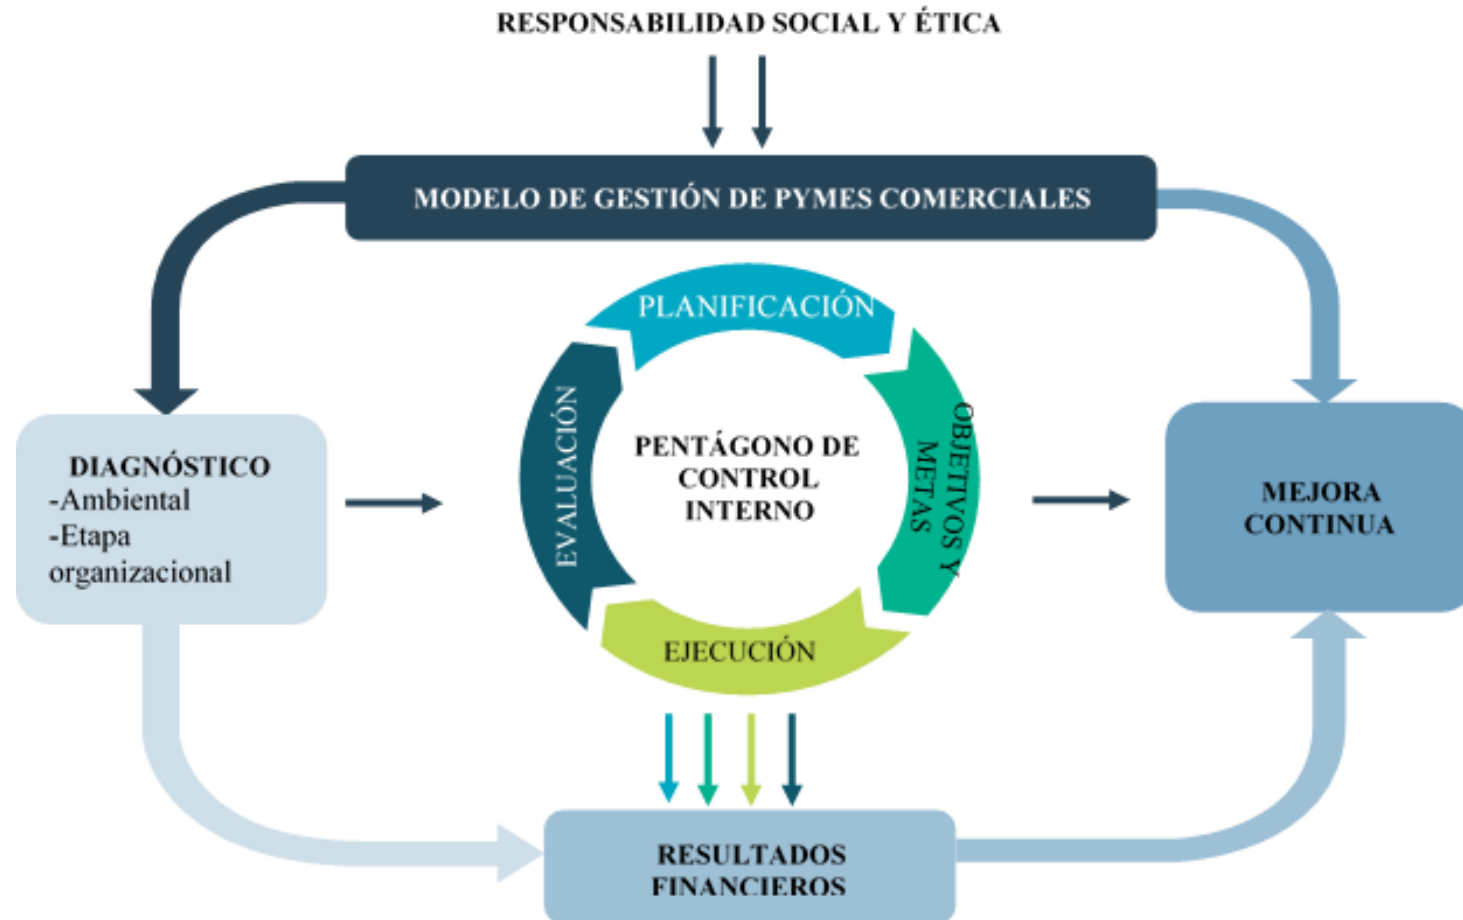 RESPONSABILIDAD SOCIAL Y ÉTICA
MODELO DE GESTIÓN DE PYMES COMERCIALES
PLANIFICACIÓN
OBJETIVOS Y
METAS
EJECUCIÓN
EVALUACIÓN
PENTÁGONO DE
CONTROL
INTERNO
DIAGNÓSTICO
-Ambiental
-Etapa
organizacional
MEJORA
CONTINUA
RESULTADOS
FINANCIEROS